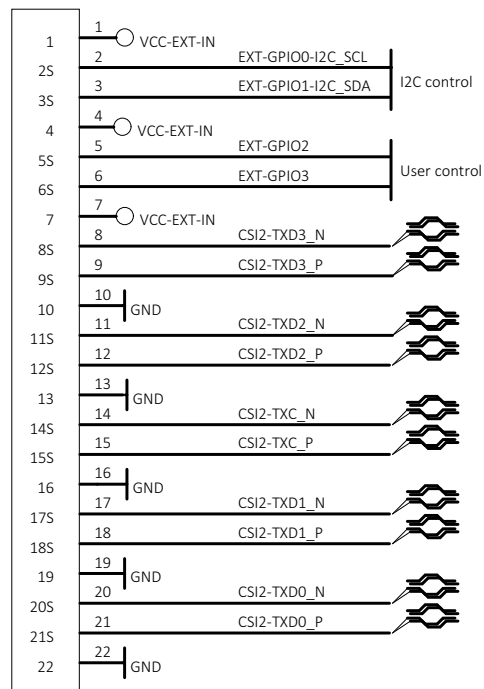 1 1 VCC-EXT-IN
2S 2 EXT-GPIO0-I2C_SCL
I2C control
3S 3 EXT-GPIO1-I2C_SDA
4 4 VCC-EXT-IN
5S 5 EXT-GPIO2
User control
6S 6 EXT-GPIO3
7 7 VCC-EXT-IN
8S 8 CSI2-TXD3_N
9S 9 CSI2-TXD3_P
10 10 GND
11S 11 CSI2-TXD2_N
12S 12 CSI2-TXD2_P
13 13 GND
14S 14 CSI2-TXC_N
15S 15 CSI2-TXC_P
16 16 GND
17S 17 CSI2-TXD1_N
18S 18 CSI2-TXD1_P
19 19 GND
20S 20 CSI2-TXD0_N
21S 21 CSI2-TXD0_P
22 22 GND